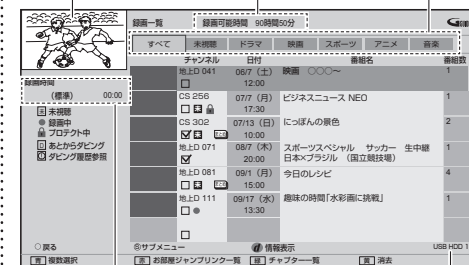 録画一覧 録画可能時間 90時間50分
すべて 未視聴 ドラマ 映画 スポーツ アニメ 音楽
チャンネル 日付 番組名 番組数
録画時間
(標準) 00:00
未 未視聴
● 録画中
プロテクト中
あとからダビング
ダビング履歴参照
地上D 041 06/7 (土) 映画 ○○○～ 1
12:00
CS 256 07/7 (月) ビジネスニュース NEO 1
17:00
CS 302 07/13 (日) にっぽんの景色 2
10:00
地上D 071 08/7 (木) スポーツスペシャル サッカー 生中継 1
20:00 日本×ブラジル (国立競技場)
地上D 081 09/1 (月) 今日のレシピ 4
15:00
地上D 111 09/17 (水) 趣味の時間「水彩画に挑戦」 1
13:30
戻る Ⓢサブメニュー d 情報表示 USB HDD 1
青 複数選択 赤 お部屋ジャンプリンク一覧 緑 チャプター一覧 黄 消去